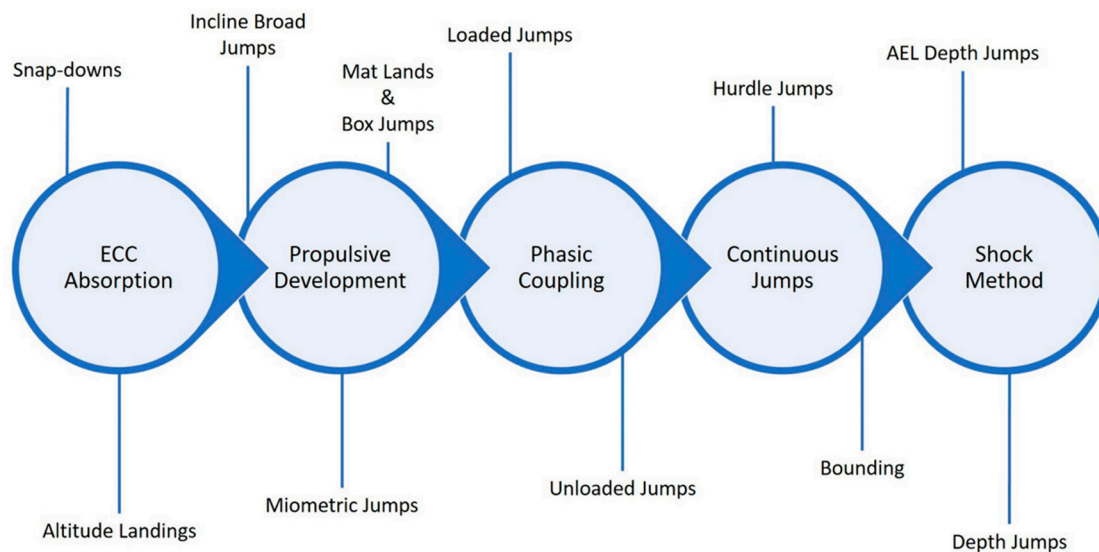 Incline Broad
Jumps
Snap-downs
Mat Lands
&
Box Jumps
Loaded Jumps
Hurdle Jumps
AEL Depth Jumps
ECC
Absorption
Propulsive
Development
Phasic
Coupling
Continuous
Jumps
Shock
Method
Altitude Landings
Miometric Jumps
Unloaded Jumps
Bounding
Depth Jumps